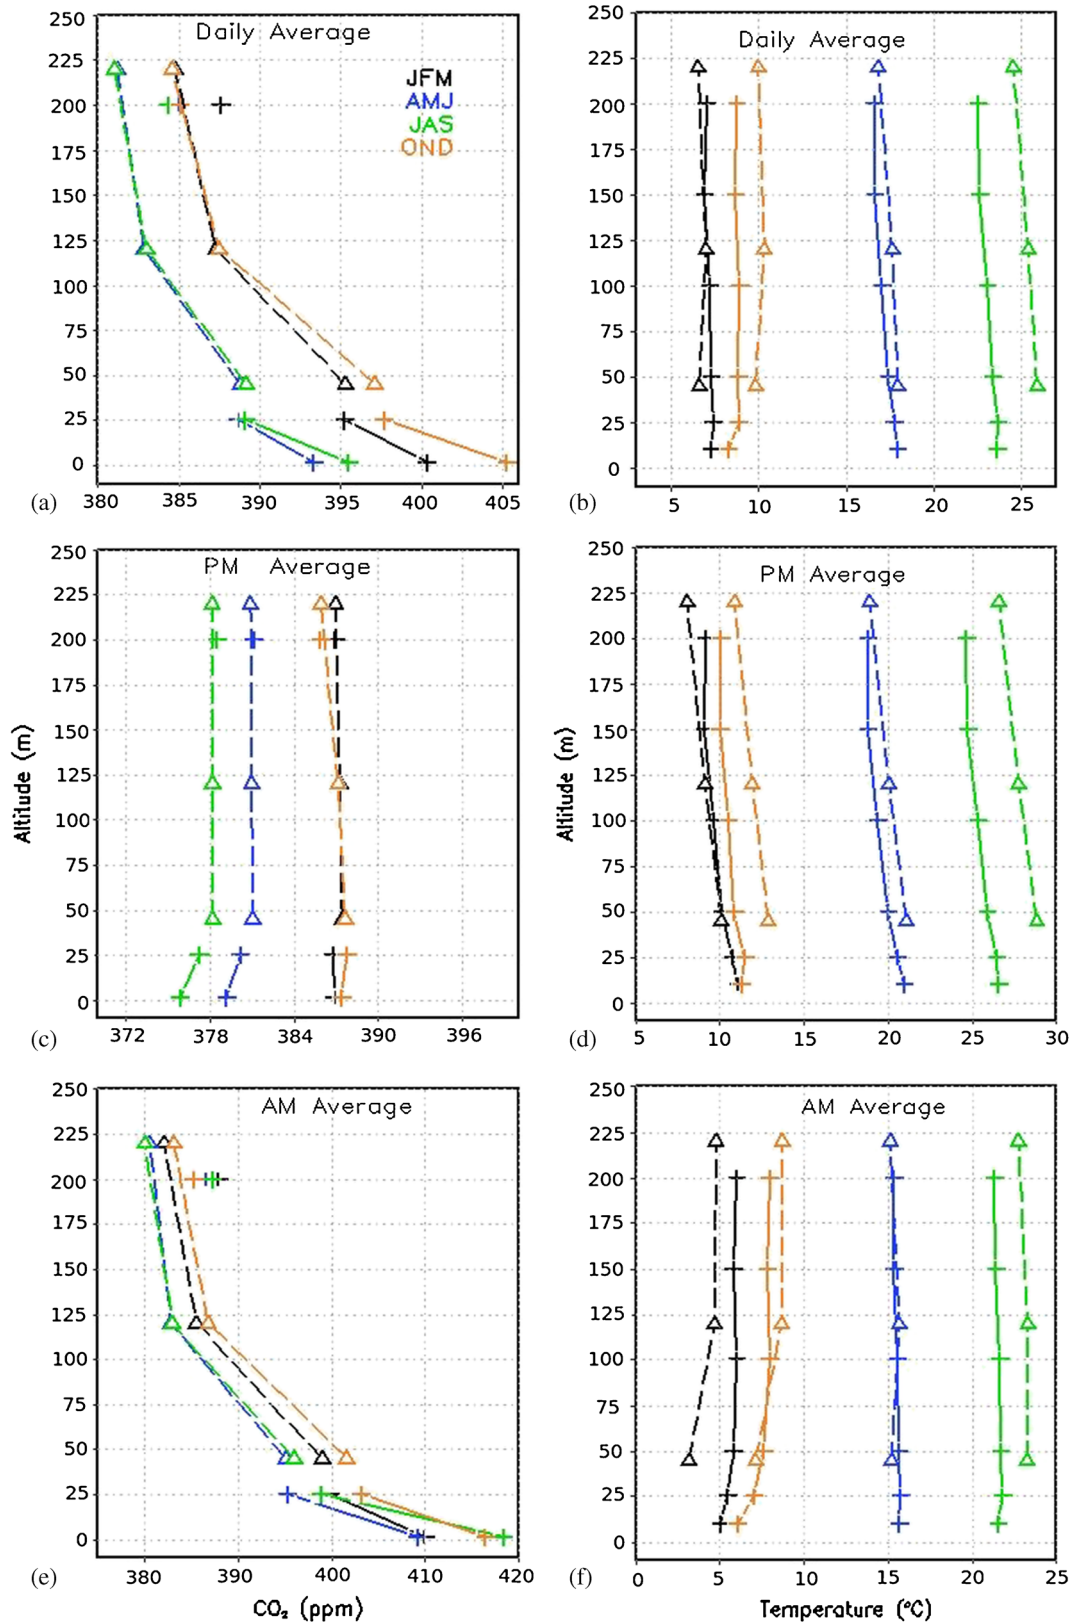 250
225
200
175
150
125
100
75
50
25
0
Daily Average
JFM
AMJ
JAS
OND
(a)
380 385 390 395 400 405
250
225
200
175
150
125
100
75
50
25
0
Daily Average
(b)
5 10 15 20 25
250
225
200
175
150
125
100
75
50
25
0
Altitude (m)
PM Average
(c)
372 378 384 390 396
250
225
200
175
150
125
100
75
50
25
0
Altitude (m)
PM Average
(d)
5 10 15 20 25 30
250
225
200
175
150
125
100
75
50
25
0
AM Average
(e)
380 390 400 410 420
CO₂ (ppm)
250
225
200
175
150
125
100
75
50
25
0
AM Average
(f)
0 5 10 15 20 25
Temperature (°C)